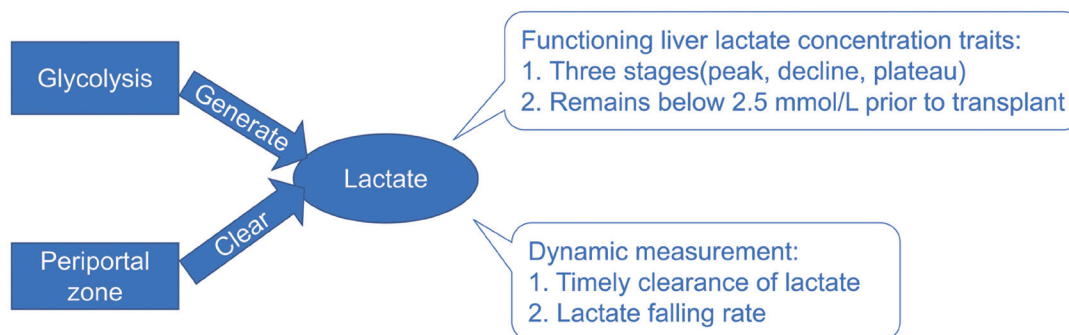 Glycolysis
Generate
Lactate
Clear
Periportal
zone
Functioning liver lactate concentration traits:
1. Three stages(peak, decline, plateau)
2. Remains below 2.5 mmol/L prior to transplant
Dynamic measurement:
1. Timely clearance of lactate
2. Lactate falling rate